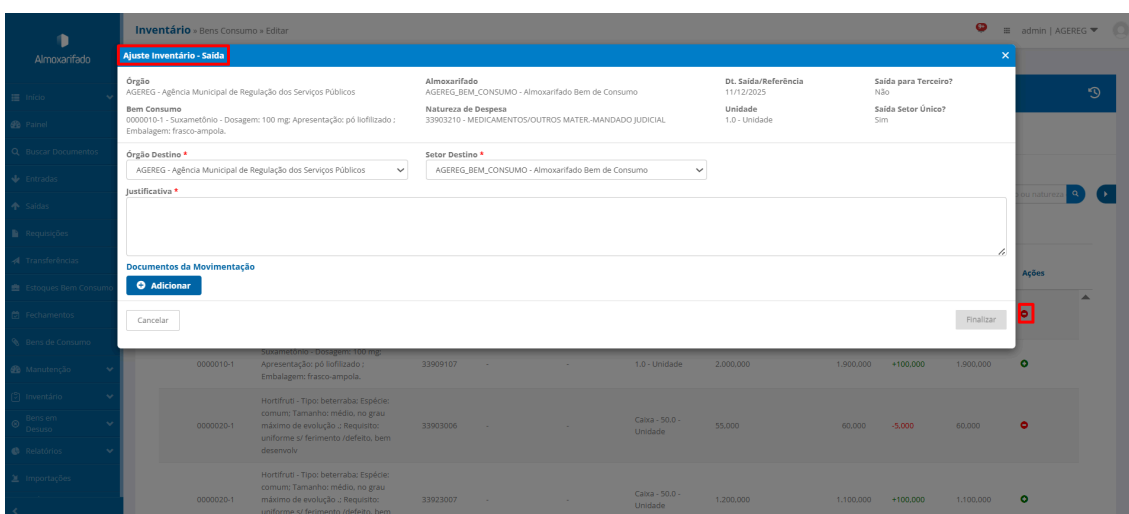 Inventário » Bens Consumo » Editar
9+
admin | AGEREG
Almoxarifado
Início
Painel
Buscar Documentos
Entradas
Saídas
Requisições
Transferências
Estoques Bem Consumo
Fechamentos
Bens de Consumo
Manutenção
Inventário
Bens em
Desuso
Relatórios
Importações
Ajuste Inventário - Saída
Órgão
AGEREG - Agência Municipal de Regulação dos Serviços Públicos
Almoxarifado
AGEREG_BEM_CONSUMO - Almoxarifado Bem de Consumo
Dt. Saída/Referência
11/12/2025
Saída para Terceiro?
Não
Bem Consumo
0000010-1 - Suxametônio - Dosagem: 100 mg; Apresentação: pó liofilizado ;
Embalagem: frasco-ampola.
Natureza de Despesa
33903210 - MEDICAMENTOS/OUTROS MATER.-MANDADO JUDICIAL
Unidade
1.0 - Unidade
Saída Setor Único?
Sim
Órgão Destino *
AGEREG - Agência Municipal de Regulação dos Serviços Públicos
Setor Destino *
AGEREG_BEM_CONSUMO - Almoxarifado Bem de Consumo
Justificativa *
Documentos da Movimentação
Adicionar
Cancelar
Finalizar
ou natureza
Ações
0000010-1
Suxametônio - Dosagem: 100 mg;
Apresentação: pó liofilizado ;
Embalagem: frasco-ampola.
33909107 - - 1.0 - Unidade 2.000,000 1.900,000 +100,000 1.900,000
0000020-1
Hortifruti - Tipo: beterraba; Espécie:
comum; Tamanho: médio, no grau
máximo de evolução .; Requisito:
uniforme s/ ferimento /defeito, bem
desenvolv
33903006 - -
Caixa - 50.0 -
Unidade
55,000 60,000 -5,000 60,000
0000020-1
Hortifruti - Tipo: beterraba; Espécie:
comum; Tamanho: médio, no grau
máximo de evolução .; Requisito:
uniforme s/ ferimento /defeito, bem
33923007 - -
Caixa - 50.0 -
Unidade
1.200,000 1.100,000 +100,000 1.100,000